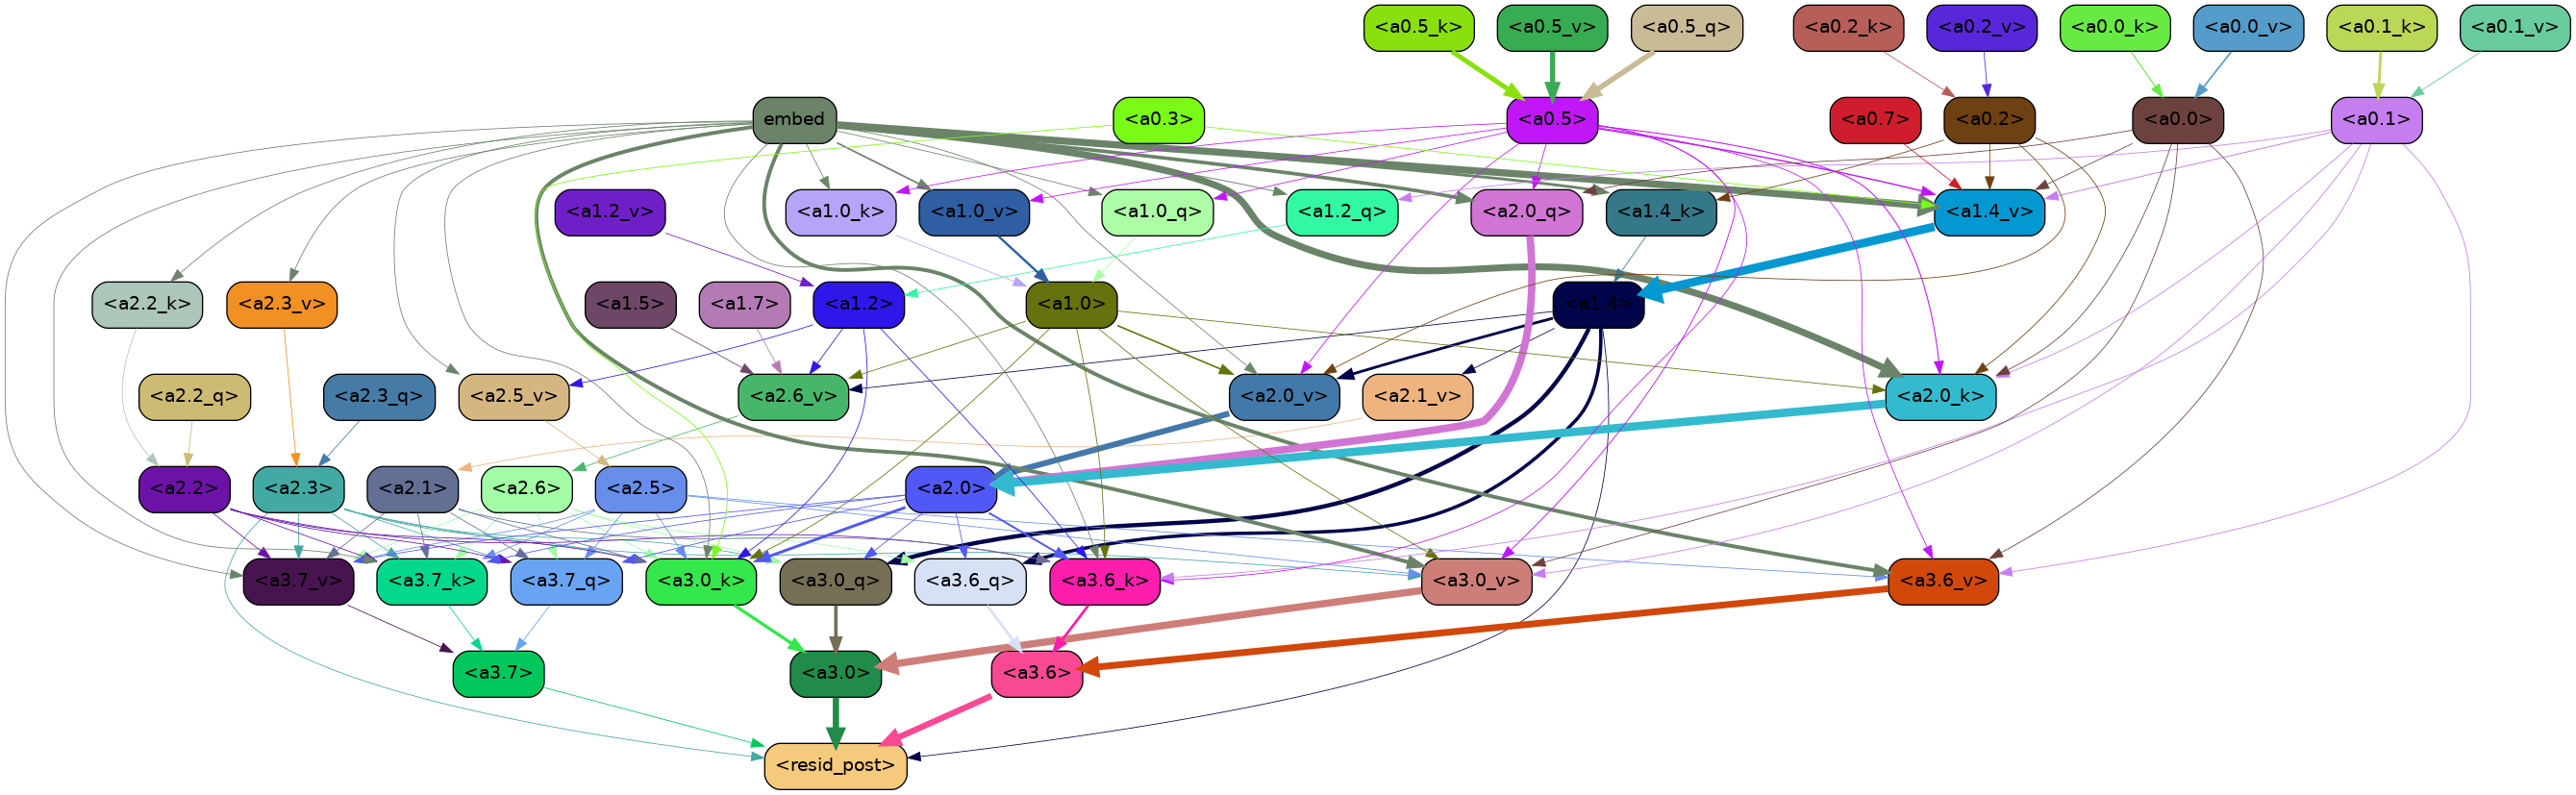 <a0.5_k> <a0.5_v> <a0.5_q> <a0.2_k> <a0.2_v> <a0.0_k> <a0.0_v> <a0.1_k> <a0.1_v>
embed <a0.3> <a0.5> <a0.7> <a0.2> <a0.0> <a0.1>
<a1.2_v> <a1.0_k> <a1.0_v> <a1.0_q> <a1.2_q> <a2.0_q> <a1.4_k> <a1.4_v>
<a2.2_k> <a2.3_v> <a1.5> <a1.7> <a1.2> <a1.0> <a1.4>
<a2.2_q> <a2.3_q> <a2.5_v> <a2.6_v> <a2.0_v> <a2.1_v> <a2.0_k>
<a2.2> <a2.3> <a2.1> <a2.6> <a2.5> <a2.0>
<a3.7_v> <a3.7_k> <a3.7_q> <a3.0_k> <a3.0_q> <a3.6_q> <a3.6_k> <a3.0_v> <a3.6_v>
<a3.7> <a3.0> <a3.6>
<resid_post>